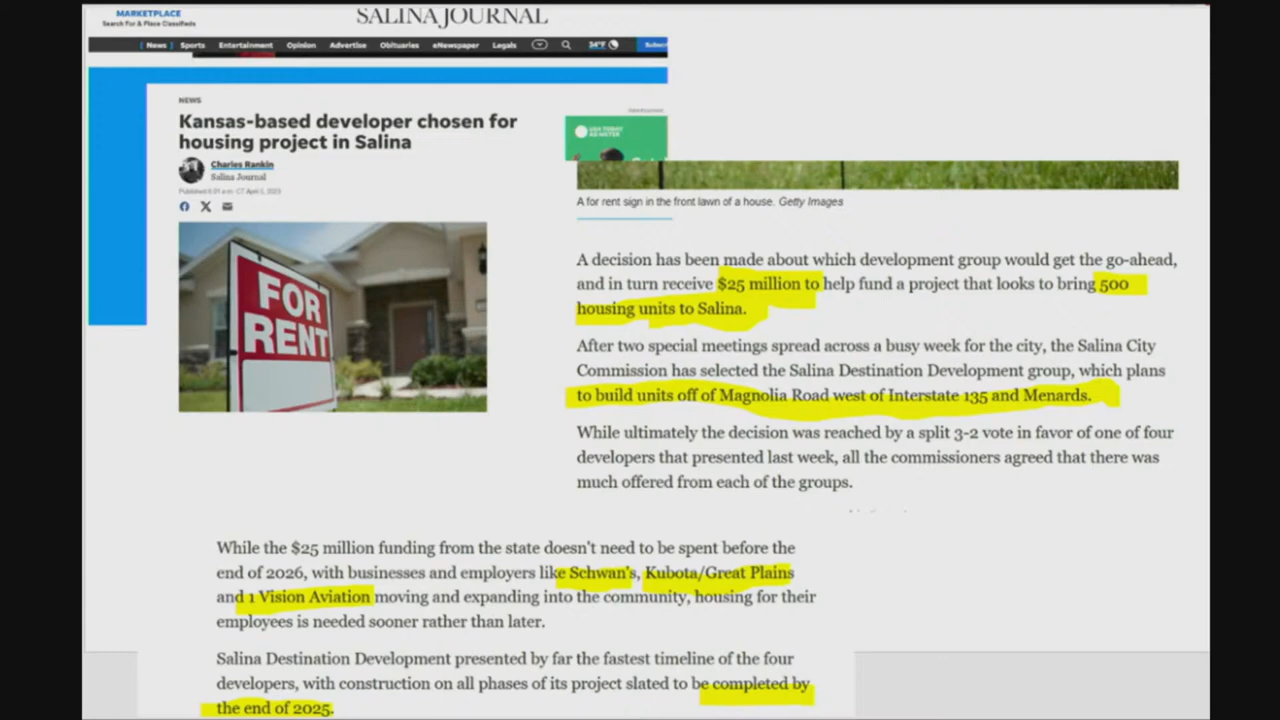 MARKETPLACE
Search For & Place Classifieds
SALINA JOURNAL
News Sports Entertainment Opinion Advertise Obituaries eNewspaper Legals 34°F
NEWS
Kansas-based developer chosen for
housing project in Salina
Charles Rankin
Salina Journal
FOR
RENT
USA TODAY
A for rent sign in the front lawn of a house. Getty Images
A decision has been made about which development group would get the go-ahead,
and in turn receive $25 million to help fund a project that looks to bring 500
housing units to Salina.
After two special meetings spread across a busy week for the city, the Salina City
Commission has selected the Salina Destination Development group, which plans
to build units off of Magnolia Road west of Interstate 135 and Menards.
While ultimately the decision was reached by a split 3-2 vote in favor of one of four
developers that presented last week, all the commissioners agreed that there was
much offered from each of the groups.
While the $25 million funding from the state doesn't need to be spent before the
end of 2026, with businesses and employers like Schwan's, Kubota/Great Plains
and 1 Vision Aviation moving and expanding into the community, housing for their
employees is needed sooner rather than later.
Salina Destination Development presented by far the fastest timeline of the four
developers, with construction on all phases of its project slated to be completed by
the end of 2025.